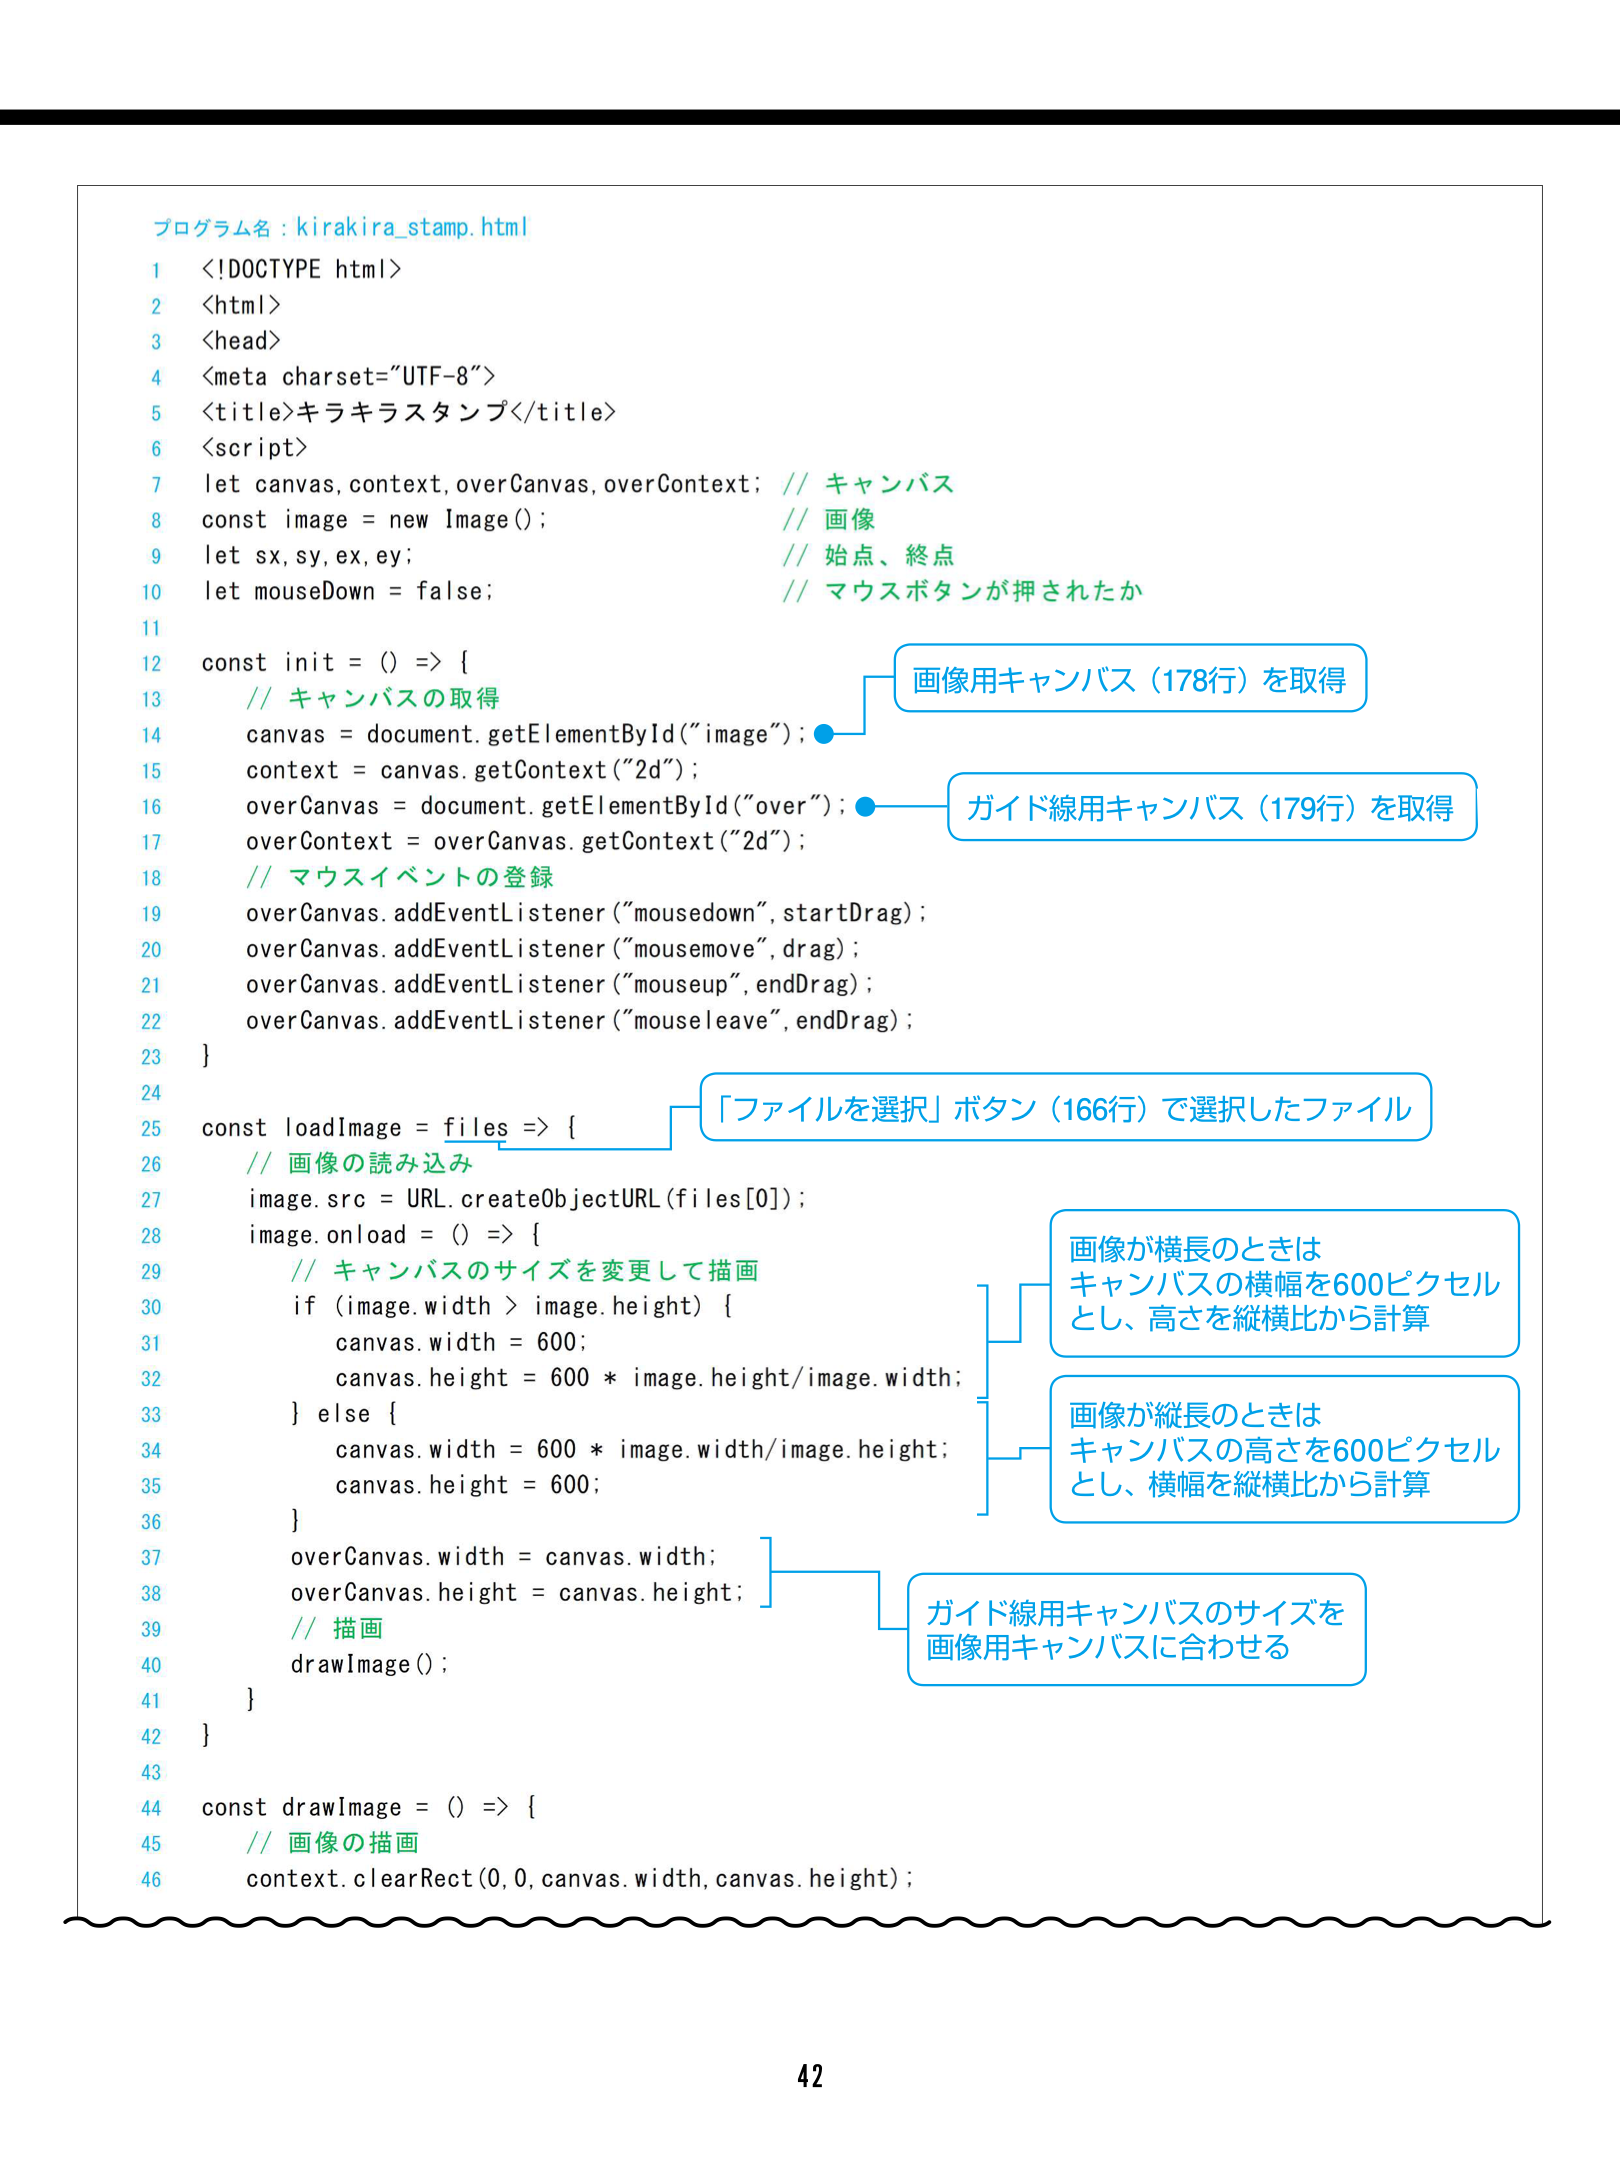 プログラム名：kirakira_stamp.html
1 <!DOCTYPE html>
2 <html>
3 <head>
4 <meta charset="UTF-8">
5 <title>キラキラスタンプ</title>
6 <script>
7 let canvas,context,overCanvas,overContext; // キャンバス
8 const image = new Image(); // 画像
9 let sx,sy,ex,ey; // 始点、終点
10 let mouseDown = false; // マウスボタンが押されたか
11
12 const init = () => {
13 // キャンバスの取得
画像用キャンバス（178行）を取得
14 canvas = document.getElementById("image");
15 context = canvas.getContext("2d");
16 overCanvas = document.getElementById("over");
ガイド線用キャンバス（179行）を取得
17 overContext = overCanvas.getContext("2d");
18 // マウスイベントの登録
19 overCanvas.addEventListener("mousedown",startDrag);
20 overCanvas.addEventListener("mousemove",drag);
21 overCanvas.addEventListener("mouseup",endDrag);
22 overCanvas.addEventListener("mouseleave",endDrag);
23 }
24
「ファイルを選択」ボタン（166行）で選択したファイル
25 const loadImage = files => {
26 // 画像の読み込み
27 image.src = URL.createObjectURL(files[0]);
28 image.onload = () => {
29 // キャンバスのサイズを変更して描画
30 if (image.width > image.height) {
31 canvas.width = 600;
32 canvas.height = 600 * image.height/image.width;
画像が横長のときは
キャンバスの横幅を600ピクセル
とし、高さを縦横比から計算
33 } else {
34 canvas.width = 600 * image.width/image.height;
35 canvas.height = 600;
36 }
画像が縦長のときは
キャンバスの高さを600ピクセル
とし、横幅を縦横比から計算
37 overCanvas.width = canvas.width;
38 overCanvas.height = canvas.height;
ガイド線用キャンバスのサイズを
画像用キャンバスに合わせる
39 // 描画
40 drawImage();
41 }
42 }
43
44 const drawImage = () => {
45 // 画像の描画
46 context.clearRect(0,0,canvas.width,canvas.height);
42